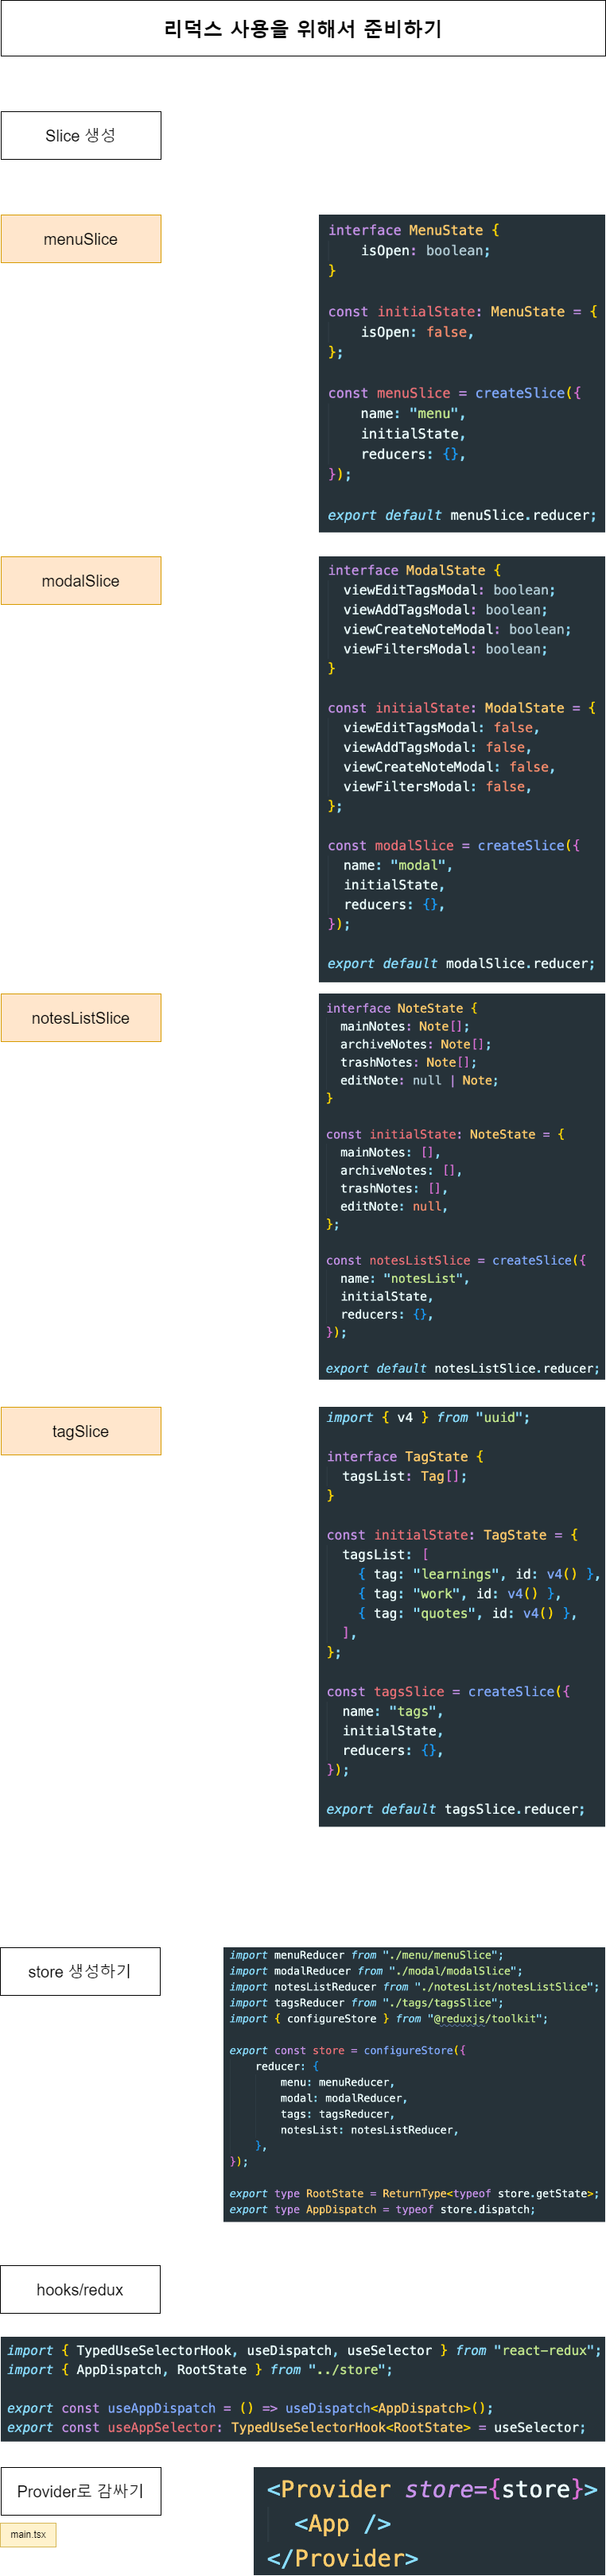 리덕스 사용을 위해서 준비하기
Slice 생성
menuSlice
interface MenuState {
    isOpen: boolean;
}

const initialState: MenuState = {
    isOpen: false,
};

const menuSlice = createSlice({
    name: "menu",
    initialState,
    reducers: {},
});

export default menuSlice.reducer;
modalSlice
interface ModalState {
  viewEditTagsModal: boolean;
  viewAddTagsModal: boolean;
  viewCreateNoteModal: boolean;
  viewFiltersModal: boolean;
}

const initialState: ModalState = {
  viewEditTagsModal: false,
  viewAddTagsModal: false,
  viewCreateNoteModal: false,
  viewFiltersModal: false,
};

const modalSlice = createSlice({
  name: "modal",
  initialState,
  reducers: {},
});

export default modalSlice.reducer;
notesListSlice
interface NoteState {
  mainNotes: Note[];
  archiveNotes: Note[];
  trashNotes: Note[];
  editNote: null | Note;
}

const initialState: NoteState = {
  mainNotes: [],
  archiveNotes: [],
  trashNotes: [],
  editNote: null,
};

const notesListSlice = createSlice({
  name: "notesList",
  initialState,
  reducers: {},
});

export default notesListSlice.reducer;
tagSlice
import { v4 } from "uuid";

interface TagState {
  tagsList: Tag[];
}

const initialState: TagState = {
  tagsList: [
    { tag: "learnings", id: v4() },
    { tag: "work", id: v4() },
    { tag: "quotes", id: v4() },
  ],
};

const tagsSlice = createSlice({
  name: "tags",
  initialState,
  reducers: {},
});

export default tagsSlice.reducer;
store 생성하기
import menuReducer from "./menu/menuSlice";
import modalReducer from "./modal/modalSlice";
import notesListReducer from "./notesList/notesListSlice";
import tagsReducer from "./tags/tagsSlice";
import { configureStore } from "@reduxjs/toolkit";

export const store = configureStore({
    reducer: {
        menu: menuReducer,
        modal: modalReducer,
        tags: tagsReducer,
        notesList: notesListReducer,
    },
});

export type RootState = ReturnType<typeof store.getState>;
export type AppDispatch = typeof store.dispatch;
hooks/redux
import { TypedUseSelectorHook, useDispatch, useSelector } from "react-redux";
import { AppDispatch, RootState } from "../store";

export const useAppDispatch = () => useDispatch<AppDispatch>();
export const useAppSelector: TypedUseSelectorHook<RootState> = useSelector;
Provider로 감싸기
main.tsx
<Provider store={store}>
  <App />
</Provider>